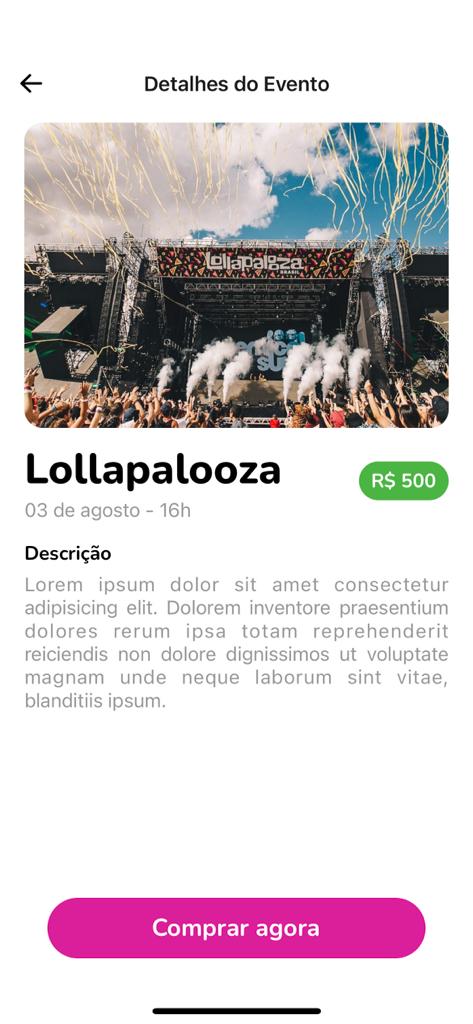 Detalhes do Evento
Lollapalooza
BRASIL
Lollapalooza
R$ 500
03 de agosto - 16h
Descrição
Lorem ipsum dolor sit amet consectetur
adipisicing elit. Dolorem inventore praesentium
dolores rerum ipsa totam reprehenderit
reiciendis non dolore dignissimos ut voluptate
magnam unde neque laborum sint vitae,
blanditiis ipsum.
Comprar agora